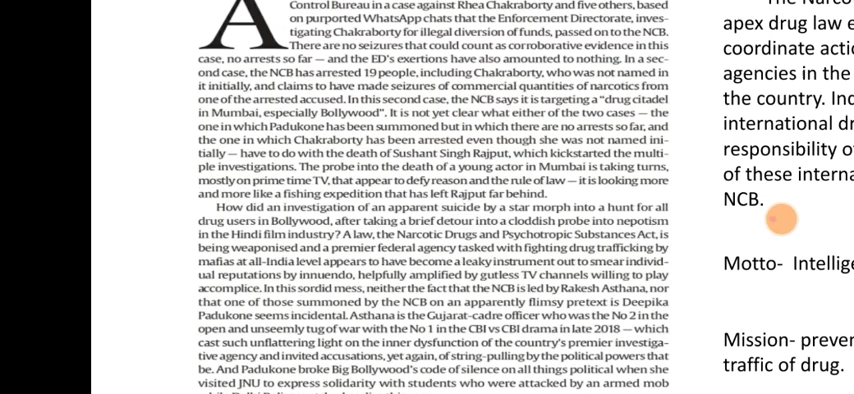 A
Control Bureau in a case against Rhea Chakraborty and five others, based
on purported WhatsApp chats that the Enforcement Directorate, inves-
tigating Chakraborty for illegal diversion of funds, passed on to the NCB.
There are no seizures that could count as corroborative evidence in this
case, no arrests so far — and the ED's exertions have also amounted to nothing. In a sec-
ond case, the NCB has arrested 19 people, including Chakraborty, who was not named in
it initially, and claims to have made seizures of commercial quantities of narcotics from
one of the arrested accused. In this second case, the NCB says it is targeting a "drug citadel
in Mumbai, especially Bollywood". It is not yet clear what either of the two cases — the
one in which Padukone has been summoned but in which there are no arrests so far, and
the one in which Chakraborty has been arrested even though she was not named ini-
tially — have to do with the death of Sushant Singh Rajput, which kickstarted the multi-
ple investigations. The probe into the death of a young actor in Mumbai is taking turns,
mostly on prime time TV, that appear to defy reason and the rule of law — it is looking more
and more like a fishing expedition that has left Rajput far behind.
How did an investigation of an apparent suicide by a star morph into a hunt for all
drug users in Bollywood, after taking a brief detour into a cloddish probe into nepotism
in the Hindi film industry? A law, the Narcotic Drugs and Psychotropic Substances Act, is
being weaponised and a premier federal agency tasked with fighting drug trafficking by
mafias at all-India level appears to have become a leaky instrument out to smear individ-
ual reputations by innuendo, helpfully amplified by gutless TV channels willing to play
accomplice. In this sordid mess, neither the fact that the NCB is led by Rakesh Asthana, nor
that one of those summoned by the NCB on an apparently flimsy pretext is Deepika
Padukone seems incidental. Asthana is the Gujarat-cadre officer who was the No 2 in the
open and unseemly tug of war with the No 1 in the CBI vs CBI drama in late 2018 — which
cast such unflattering light on the inner dysfunction of the country's premier investiga-
tive agency and invited accusations, yet again, of string-pulling by the political powers that
be. And Padukone broke Big Bollywood's code of silence on all things political when she
visited JNU to express solidarity with students who were attacked by an armed mob
apex drug law e
coordinate actio
agencies in the
the country. Ind
international dr
responsibility of
of these interna
NCB.
Motto- Intellige
Mission- preven
traffic of drug.